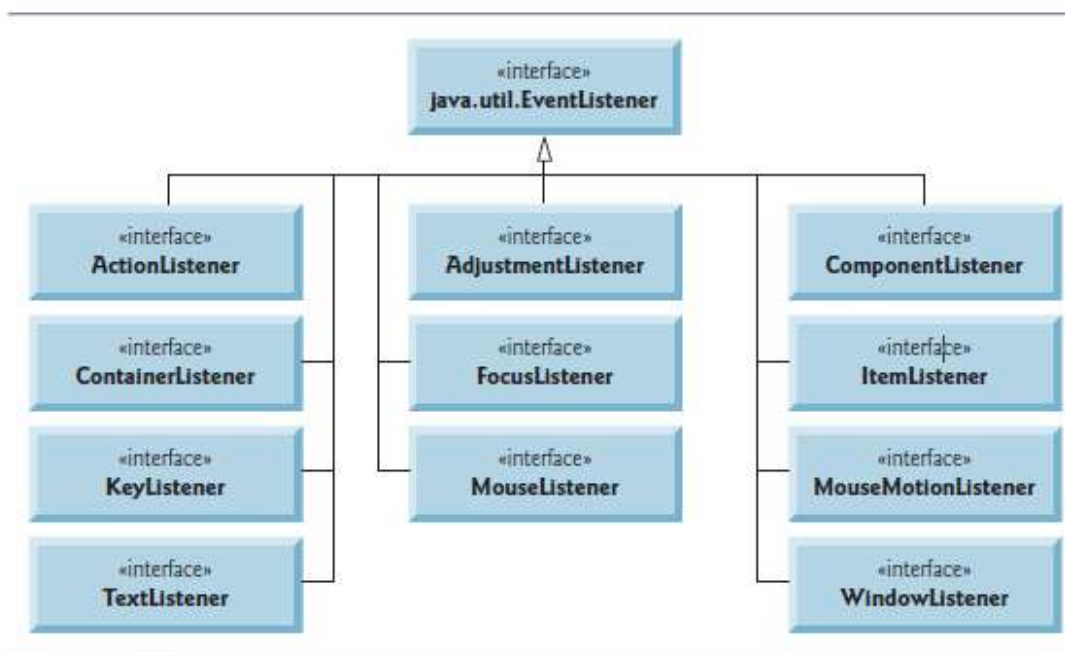 «interface»
java.util.EventListener
«interface»
ActionListener
«interface»
AdjustmentListener
«interface»
ComponentListener
«interface»
ContainerListener
«interface»
FocusListener
«interface»
ItemListener
«interface»
KeyListener
«interface»
MouseListener
«interface»
MouseMotionListener
«interface»
TextListener
«interface»
WindowListener